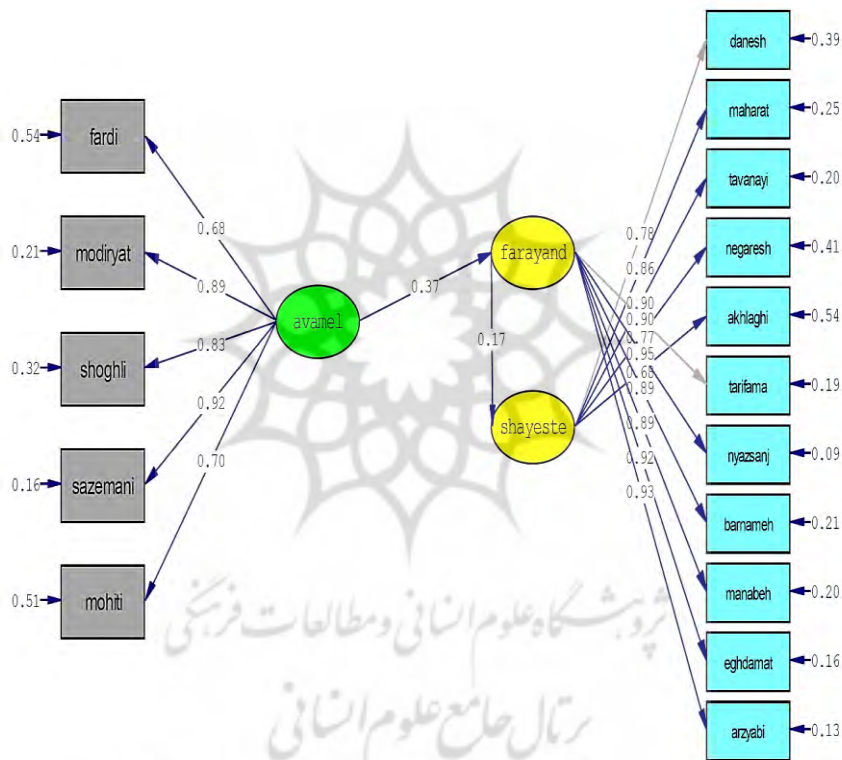 danesh
0.39
maharat
0.25
0.54
fardi
tavanayi
0.20
0.68
0.21
modiryat
farayand
0.78
negaresh
0.41
0.89
0.37
0.86
avamel
0.90
akhlaghi
0.54
0.83
0.17
0.90
0.77
0.32
shoghli
0.95
tarifama
0.19
0.68
0.92
0.89
shayeste
0.89
nyazsanj
0.09
0.16
sazemani
0.70
0.92
0.93
barnameh
0.21
0.51
mohiti
manabeh
0.20
پژوهشگاه علوم انسانی و مطالعات فرهنگی
eghdamat
0.16
پرتال جامع علوم انسانی
arzyabi
0.13